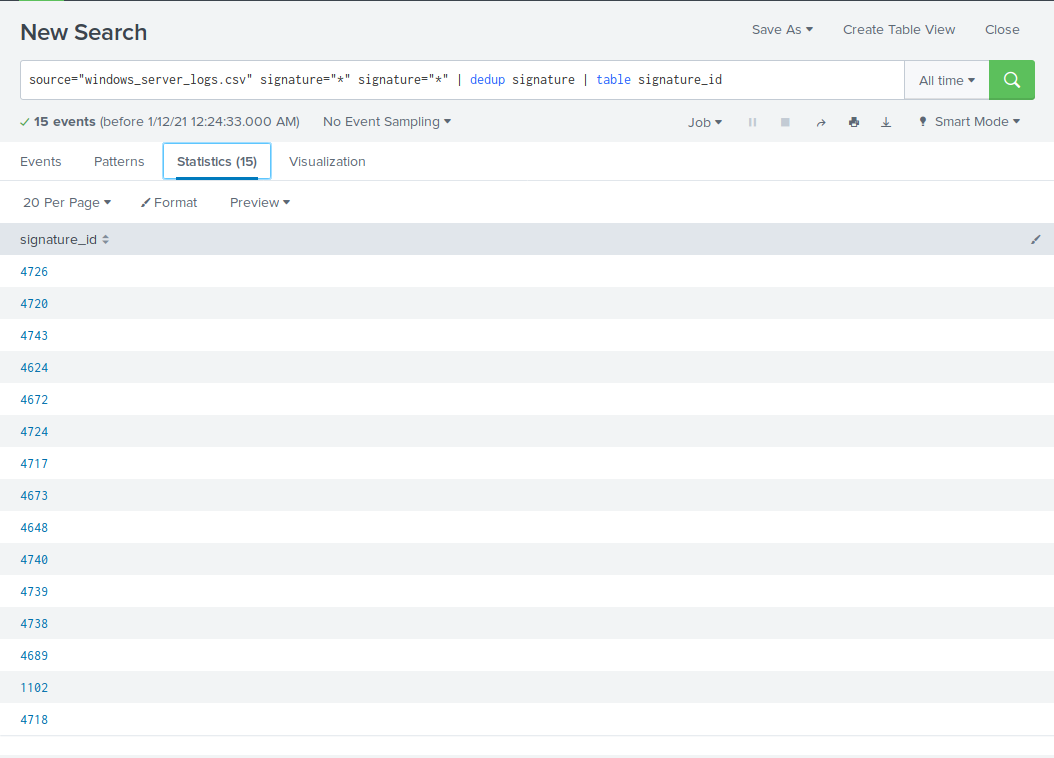 New Search
Save As Create Table View Close
source="windows_server_logs.csv" signature="*" signature="*" | dedup signature | table signature_id
All time
15 events (before 1/12/21 12:24:33.000 AM) No Event Sampling Job Smart Mode
Events Patterns Statistics (15) Visualization
20 Per Page Format Preview
signature_id
4726
4720
4743
4624
4672
4724
4717
4673
4648
4740
4739
4738
4689
1102
4718